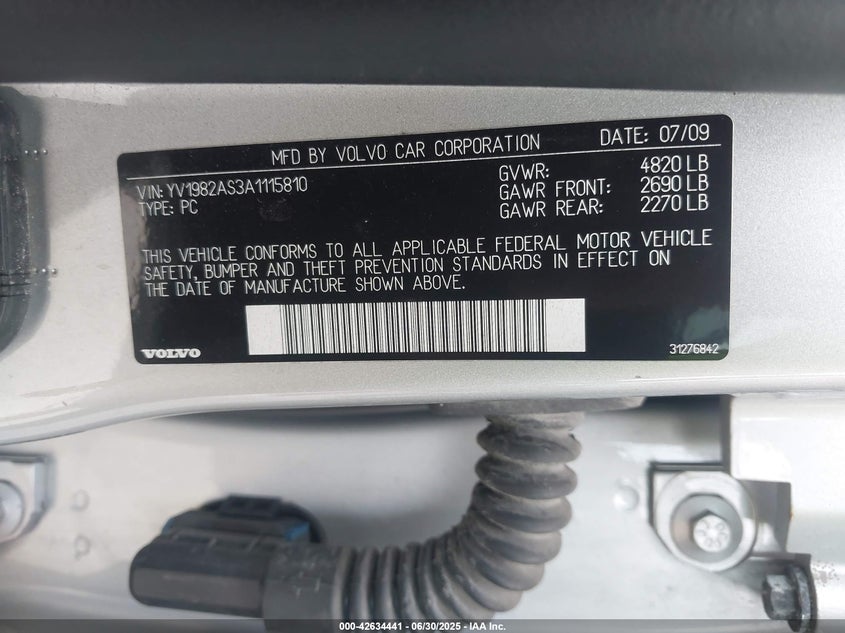 MFD BY VOLVO CAR CORPORATION DATE: 07/09
VIN: YV1982AS3A1115810 GVWR: 4820 LB
TYPE: PC GAWR FRONT: 2690 LB
GAWR REAR: 2270 LB
THIS VEHICLE CONFORMS TO ALL APPLICABLE FEDERAL MOTOR VEHICLE
SAFETY, BUMPER AND THEFT PREVENTION STANDARDS IN EFFECT ON
THE DATE OF MANUFACTURE SHOWN ABOVE.
VOLVO 31276842
000-42634441 - 06/30/2025 - IAA Inc.